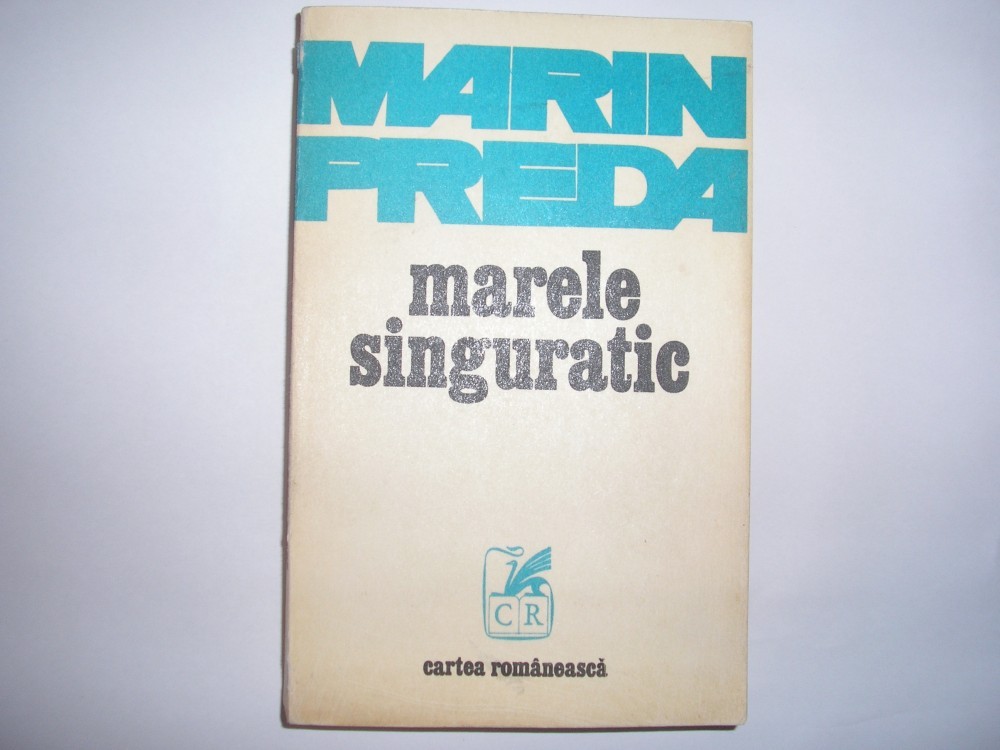 MARIN
PREDA
marele
singuratic
CR
cartea românească